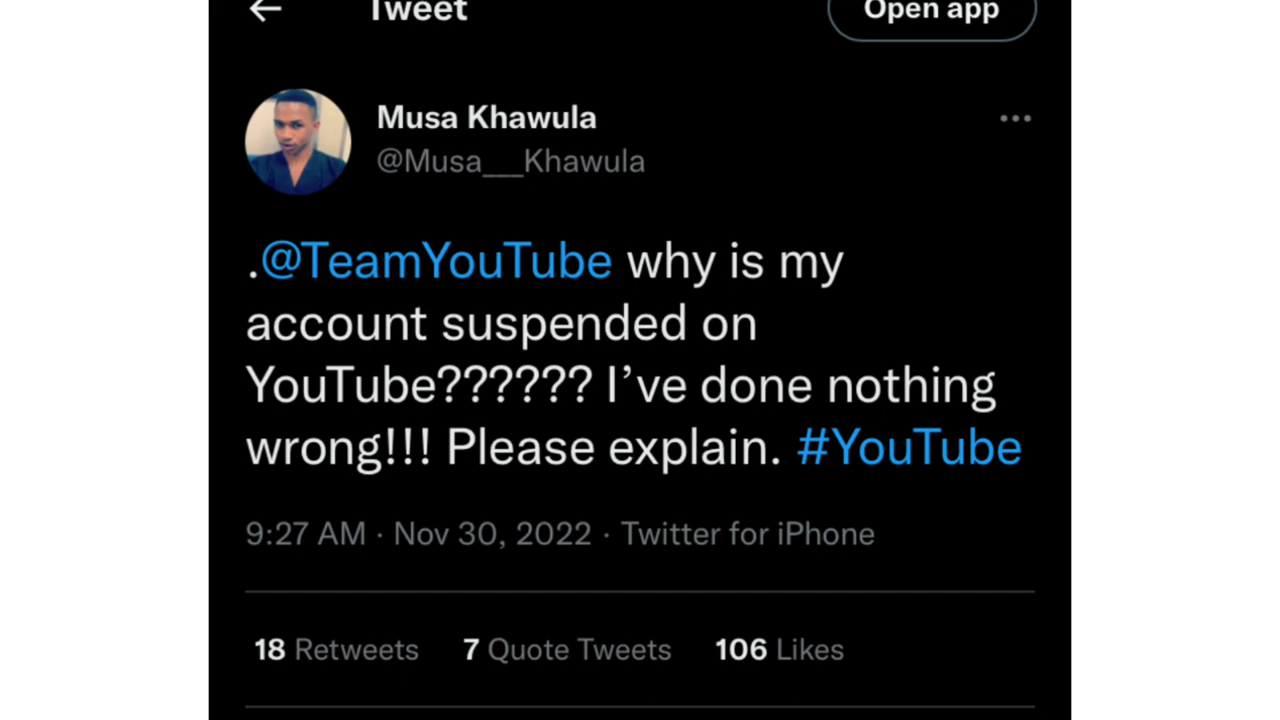 Tweet
Open app
Musa Khawula
@Musa___Khawula
.@TeamYouTube why is my
account suspended on
YouTube?????? I’ve done nothing
wrong!!! Please explain. #YouTube
9:27 AM · Nov 30, 2022 · Twitter for iPhone
18 Retweets 7 Quote Tweets 106 Likes